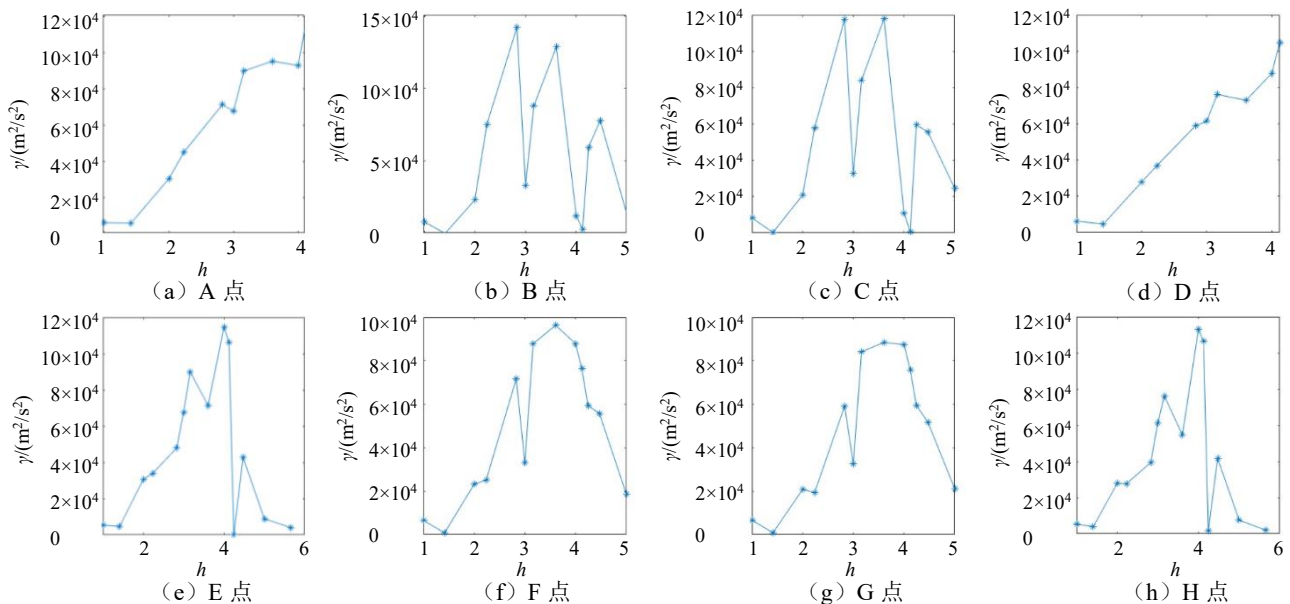 γ/(m²/s²)
12×10⁴
10×10⁴
8×10⁴
6×10⁴
4×10⁴
2×10⁴
0
1 2 3 4
h
(a) A 点
γ/(m²/s²)
15×10⁴
10×10⁴
5×10⁴
0
1 2 3 4 5
h
(b) B 点
γ/(m²/s²)
12×10⁴
10×10⁴
8×10⁴
6×10⁴
4×10⁴
2×10⁴
0
1 2 3 4 5
h
(c) C 点
γ/(m²/s²)
12×10⁴
10×10⁴
8×10⁴
6×10⁴
4×10⁴
2×10⁴
0
1 2 3 4
h
(d) D 点
γ/(m²/s²)
12×10⁴
10×10⁴
8×10⁴
6×10⁴
4×10⁴
2×10⁴
0
2 4 6
h
(e) E 点
γ/(m²/s²)
10×10⁴
8×10⁴
6×10⁴
4×10⁴
2×10⁴
0
1 2 3 4 5
h
(f) F 点
γ/(m²/s²)
10×10⁴
8×10⁴
6×10⁴
4×10⁴
2×10⁴
0
1 2 3 4 5
h
(g) G 点
γ/(m²/s²)
12×10⁴
10×10⁴
8×10⁴
6×10⁴
4×10⁴
2×10⁴
0
2 4 6
h
(h) H 点